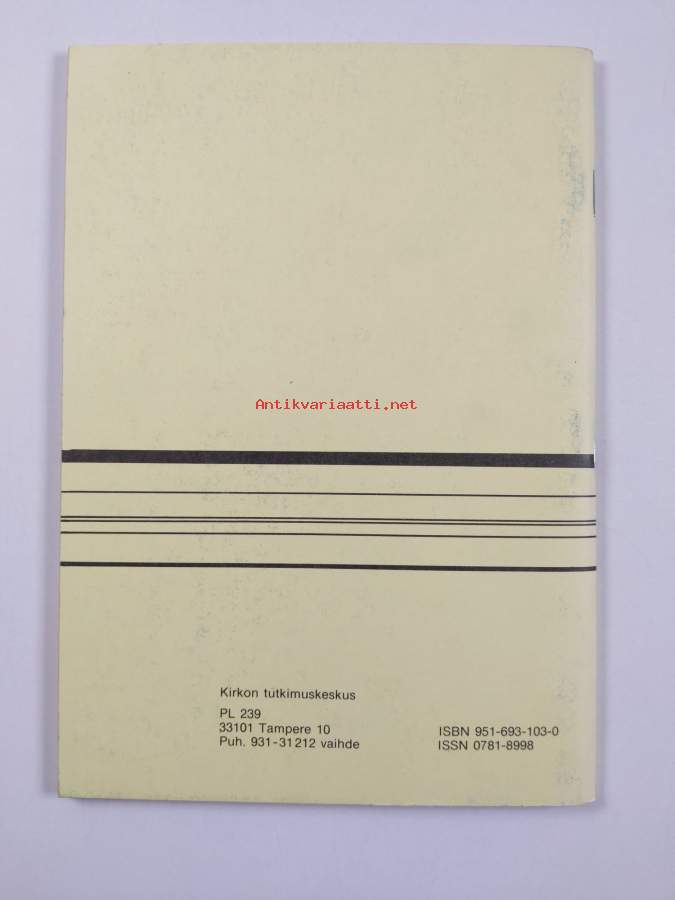 Antikvariaatti.net
Kirkon tutkimuskeskus
PL 239
33101 Tampere 10
Puh. 931-31212 vaihde
ISBN 951-693-103-0
ISSN 0781-8998